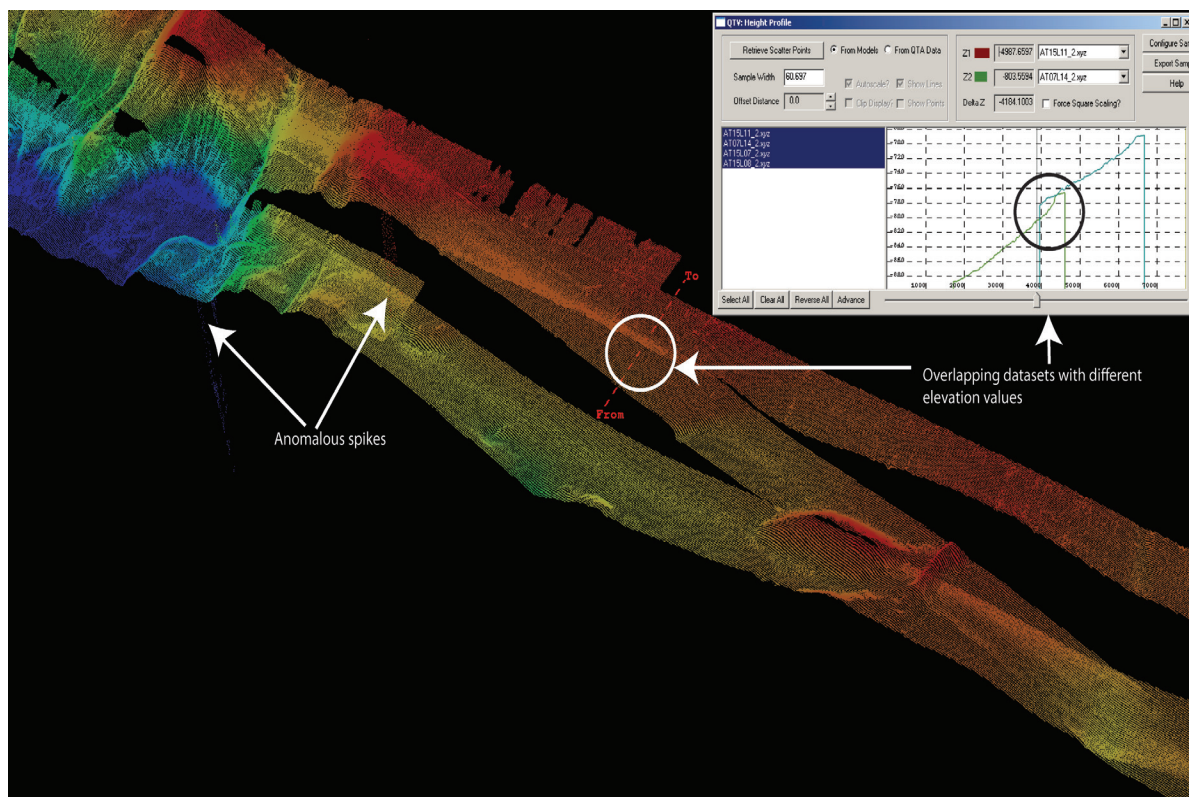 QTV: Height Profile
Retrieve Scatter Points
From Models
From QTA Data
Sample Width
60.697
Offset Distance
0.0
Autoscale?
Show Lines
Clip Display?
Show Points
Z1
4987.6597
AT15L11_2.xyz
Z2
-803.5594
AT07L14_2.xyz
Delta Z
-4184.1003
Force Square Scaling?
Export Samp
Help
AT15L11_2.xyz
AT07L14_2.xyz
AT15L07_2.xyz
AT15L08_2.xyz
1000
2000
3000
4000
5000
6000
7000
Select All
Clear All
Reverse All
Advance
To
From
Anomalous spikes
Overlapping datasets with different
elevation values